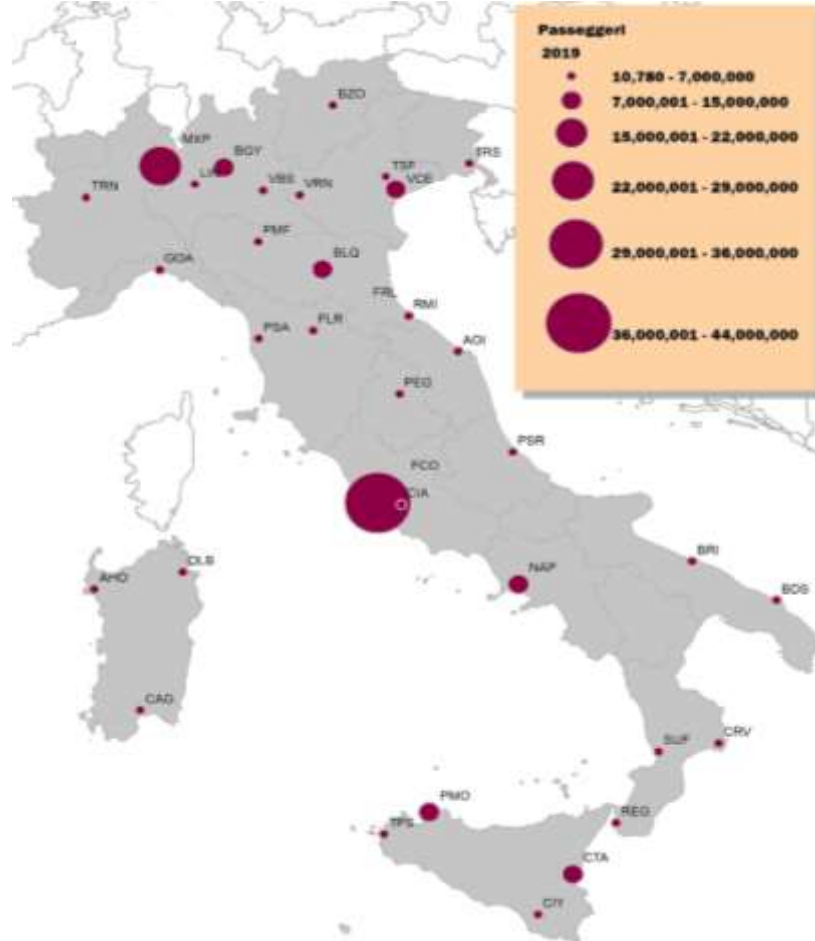 Passeggeri
2019
10,780 - 7,000,000
7,000,001 - 15,000,000
15,000,001 - 22,000,000
22,000,001 - 29,000,000
29,000,001 - 36,000,000
36,000,001 - 44,000,000
BZO
MXP
BGY
TRS
TSF
LIN
VBS
VRN
VCE
TRN
PMF
BLQ
GOA
FRL
RMI
PSA
FLR
AOI
PEG
PSR
FCO
CIA
BRI
OLB
NAP
AHO
BDS
CAG
SUF
CRV
PMO
TPS
REG
CTA
CIY